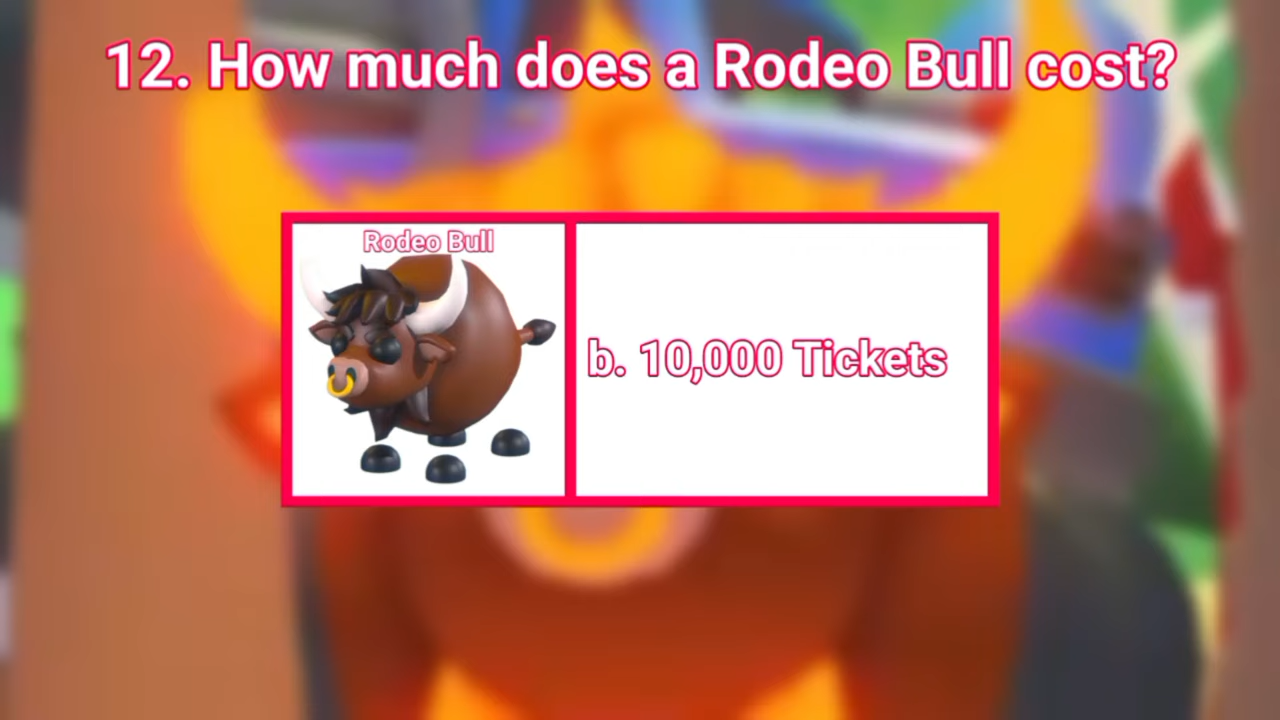 12. How much does a Rodeo Bull cost?
Rodeo Bull
b. 10,000 Tickets